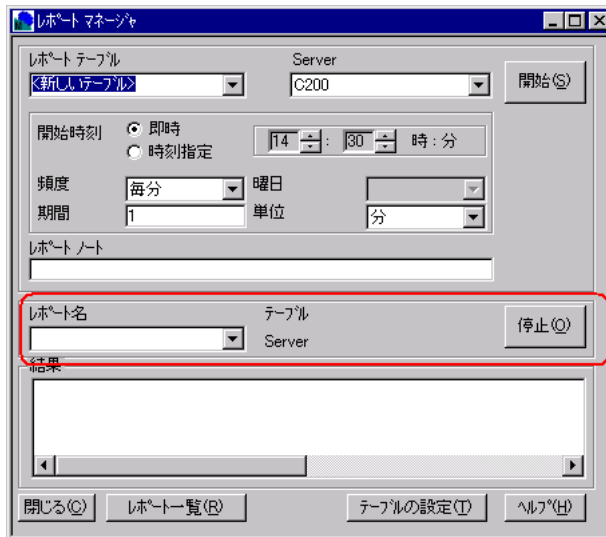 ﾚﾎﾟｰﾄ ﾏﾈｰｼﾞｬ
ﾚﾎﾟｰﾄ ﾃｰﾌﾞﾙ Server
<新しいﾃｰﾌﾞﾙ> C200 開始(S)
開始時刻 即時 14 : 30 時 : 分
時刻指定
頻度 毎分 曜日
期間 1 単位 分
ﾚﾎﾟｰﾄ ﾉｰﾄ
ﾚﾎﾟｰﾄ名 ﾃｰﾌﾞﾙ 停止(O)
Server
結果
閉じる(C) ﾚﾎﾟｰﾄ一覧(R) ﾃｰﾌﾞﾙの設定(T) ﾍﾙﾌﾟ(H)